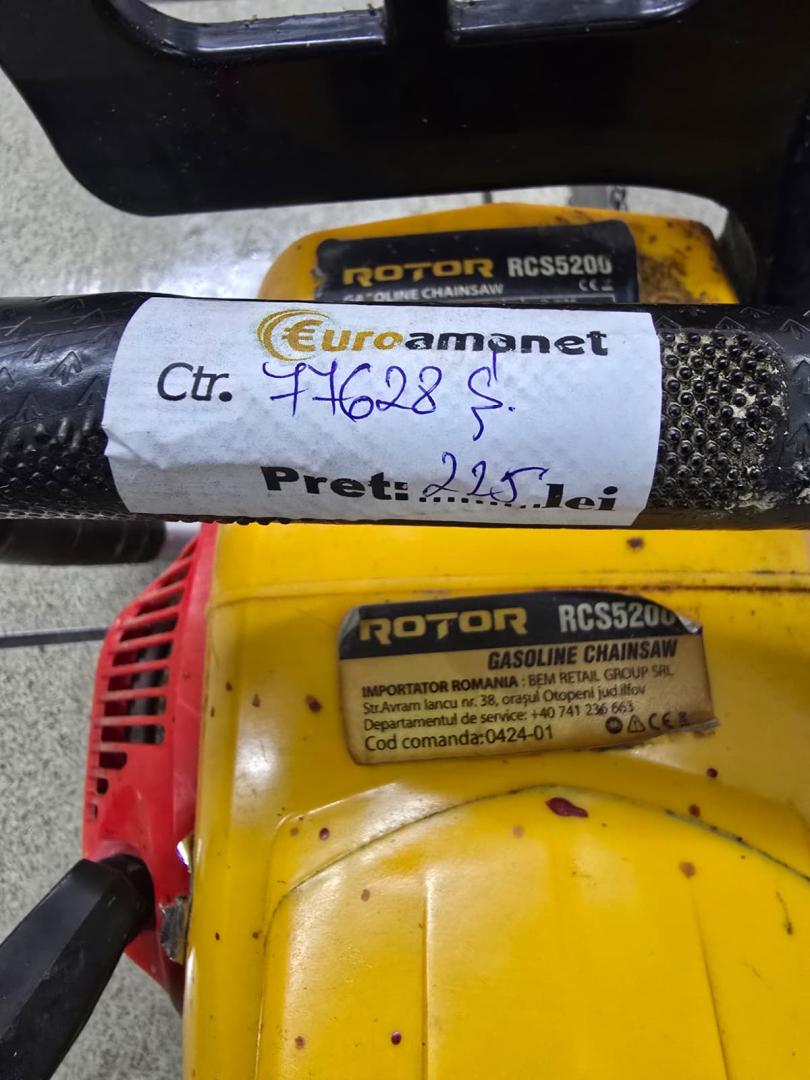 ROTOR RCS5200
GASOLINE CHAINSAW
Euroamanet
Ctr. 77628 Ș.
Pret: 225 lei
ROTOR RCS5200
GASOLINE CHAINSAW
IMPORTATOR ROMANIA : BEM RETAIL GROUP SRL
Str.Avram Iancu nr. 38, orașul Otopeni jud.Ilfov
Departamentul de service: +40 741 236 663
Cod comanda:0424-01